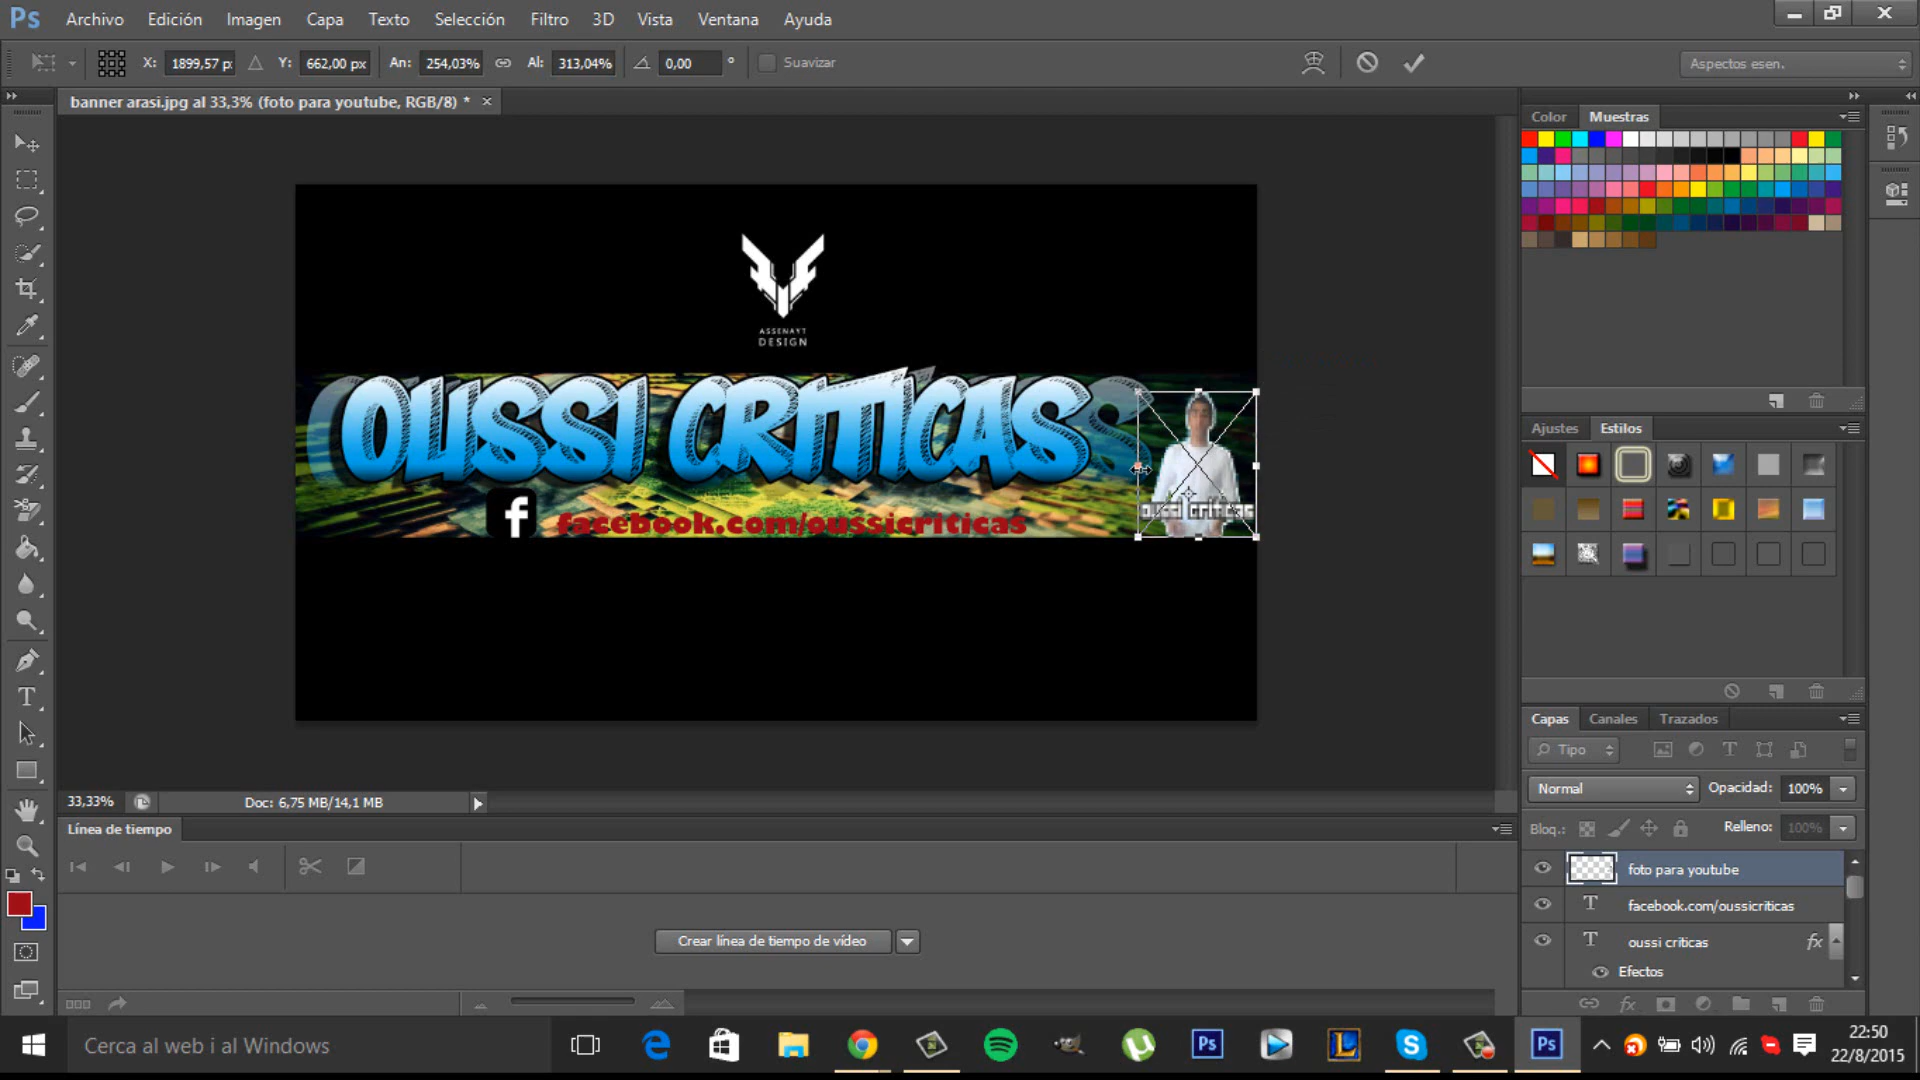 Ps Archivo Edición Imagen Capa Texto Selección Filtro 3D Vista Ventana Ayuda
X: 1899,57 p Y: 662,00 px An: 254,03% Al: 313,04% 0,00 ° Suavizar Aspectos esen.
banner arasi.jpg al 33,3% (foto para youtube, RGB/8) *
Color Muestras
ASSENAYT
DESIGN
OUSSI CRITICAS
f facebook.com/oussicriticas
oussi criticas
Ajustes Estilos
Capas Canales Trazados
Tipo
Normal Opacidad: 100%
Bloq.: Relleno: 100%
foto para youtube
T facebook.com/oussicriticas
T oussi criticas fx
Efectos
33,33% Doc: 6,75 MB/14,1 MB
Línea de tiempo
Crear línea de tiempo de vídeo
Cerca al web i al Windows
22:50
22/8/2015